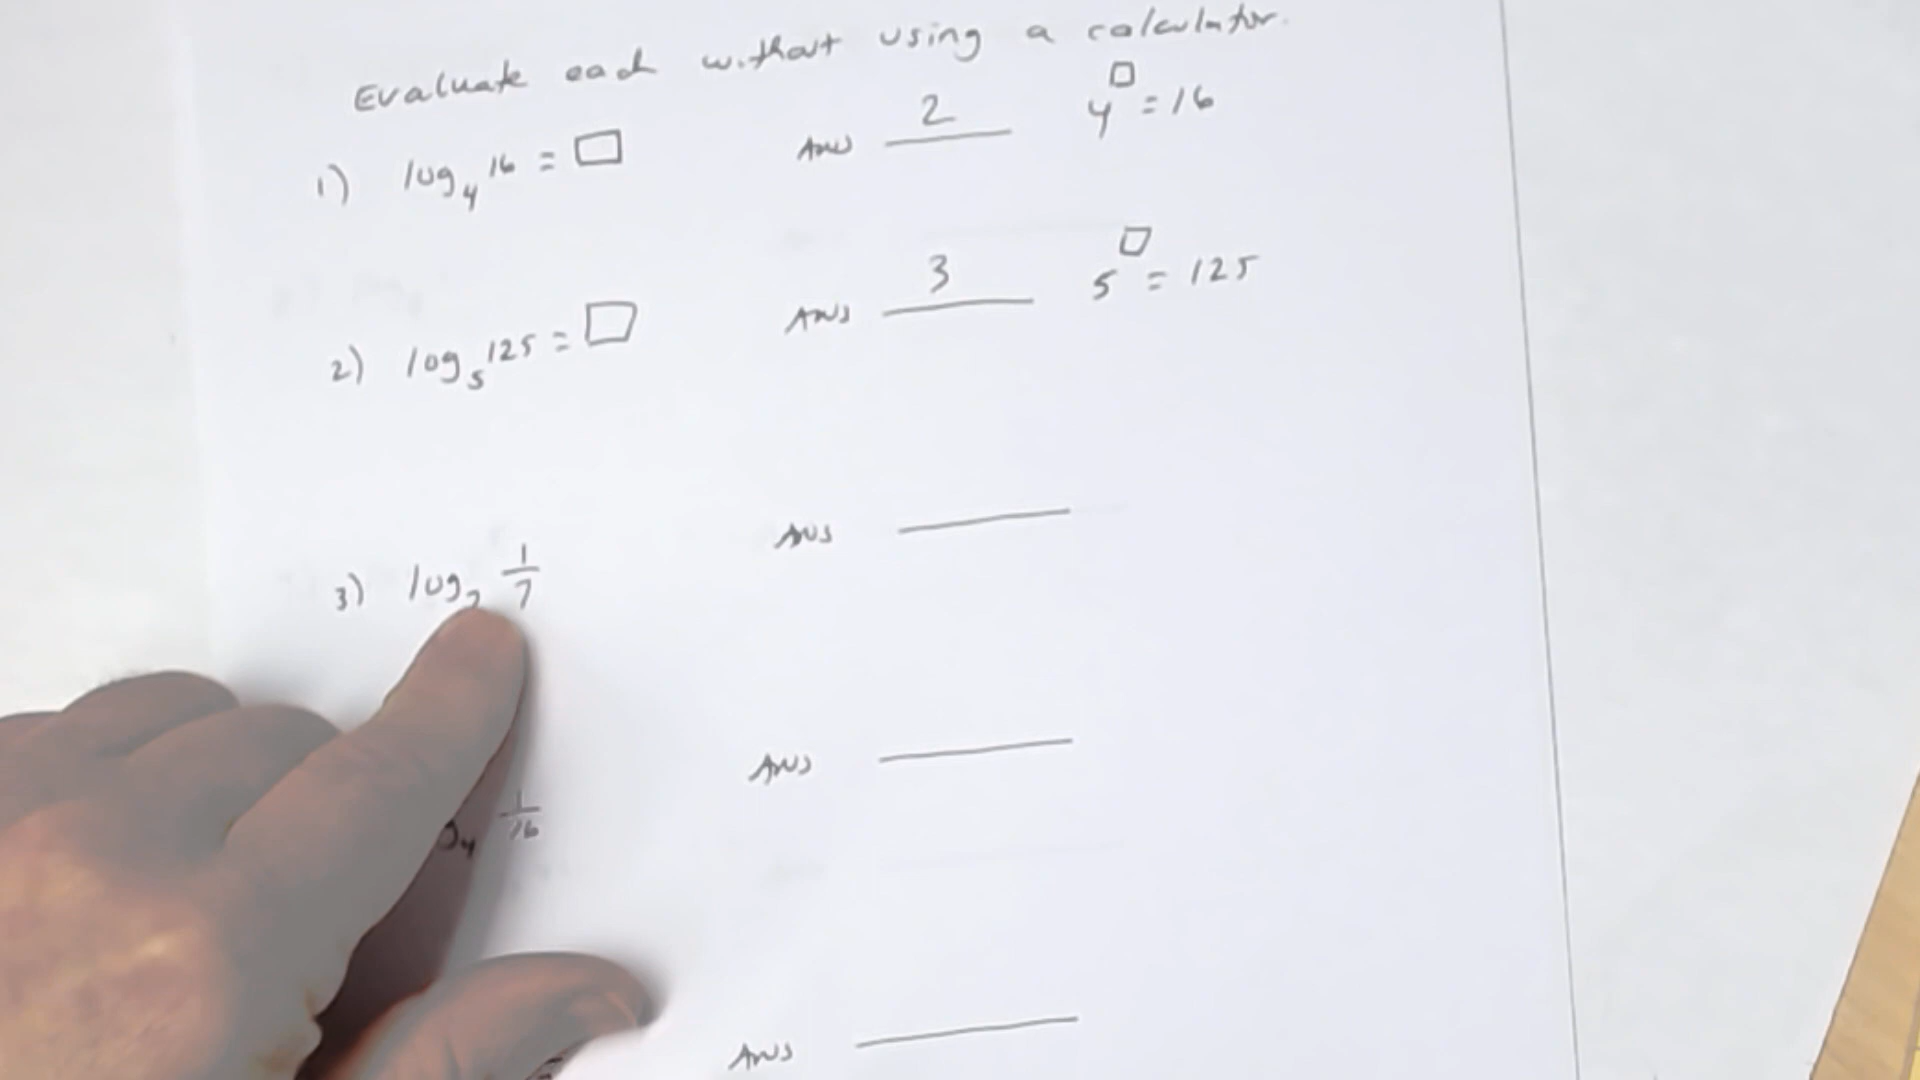 Evaluate each without using a calculator.
1) log₄ 16 = □ Ans 2 4^□ = 16
2) log₅ 125 = □ Ans 3 5^□ = 125
3) log₇ 1/7 Ans
g₄ 1/16 Ans
Ans